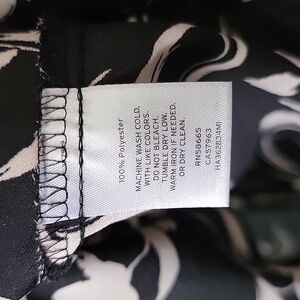 100% Polyester
MACHINE WASH COLD.
WITH LIKE COLORS.
DO NOT BLEACH.
TUMBLE DRY LOW.
WARM IRON IF NEEDED.
OR DRY CLEAN.
RN58665
CA57963
HA3628J34MI